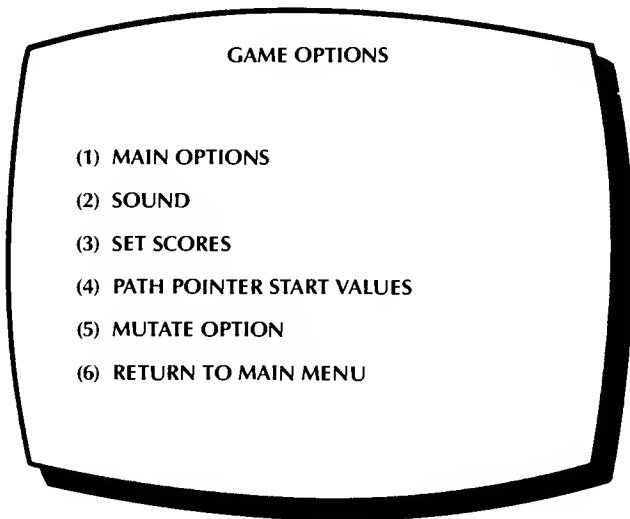 GAME OPTIONS
(1) MAIN OPTIONS
(2) SOUND
(3) SET SCORES
(4) PATH POINTER START VALUES
(5) MUTATE OPTION
(6) RETURN TO MAIN MENU